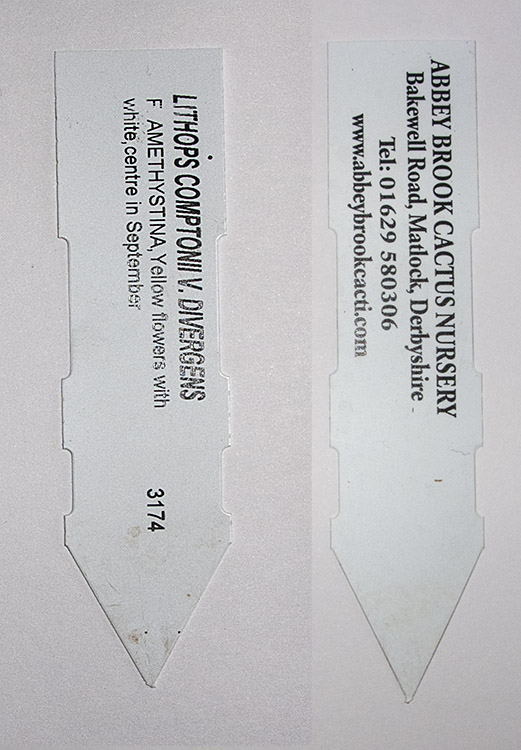 LITHOPS COMPTONII V. DIVERGENS
F AMETHYSTINA,Yellow flowers with
white,centre in September
3174
ABBEY BROOK CACTUS NURSERY
Bakewell Road, Matlock, Derbyshire
Tel: 01629 580306
www.abbeybrookcacti.com